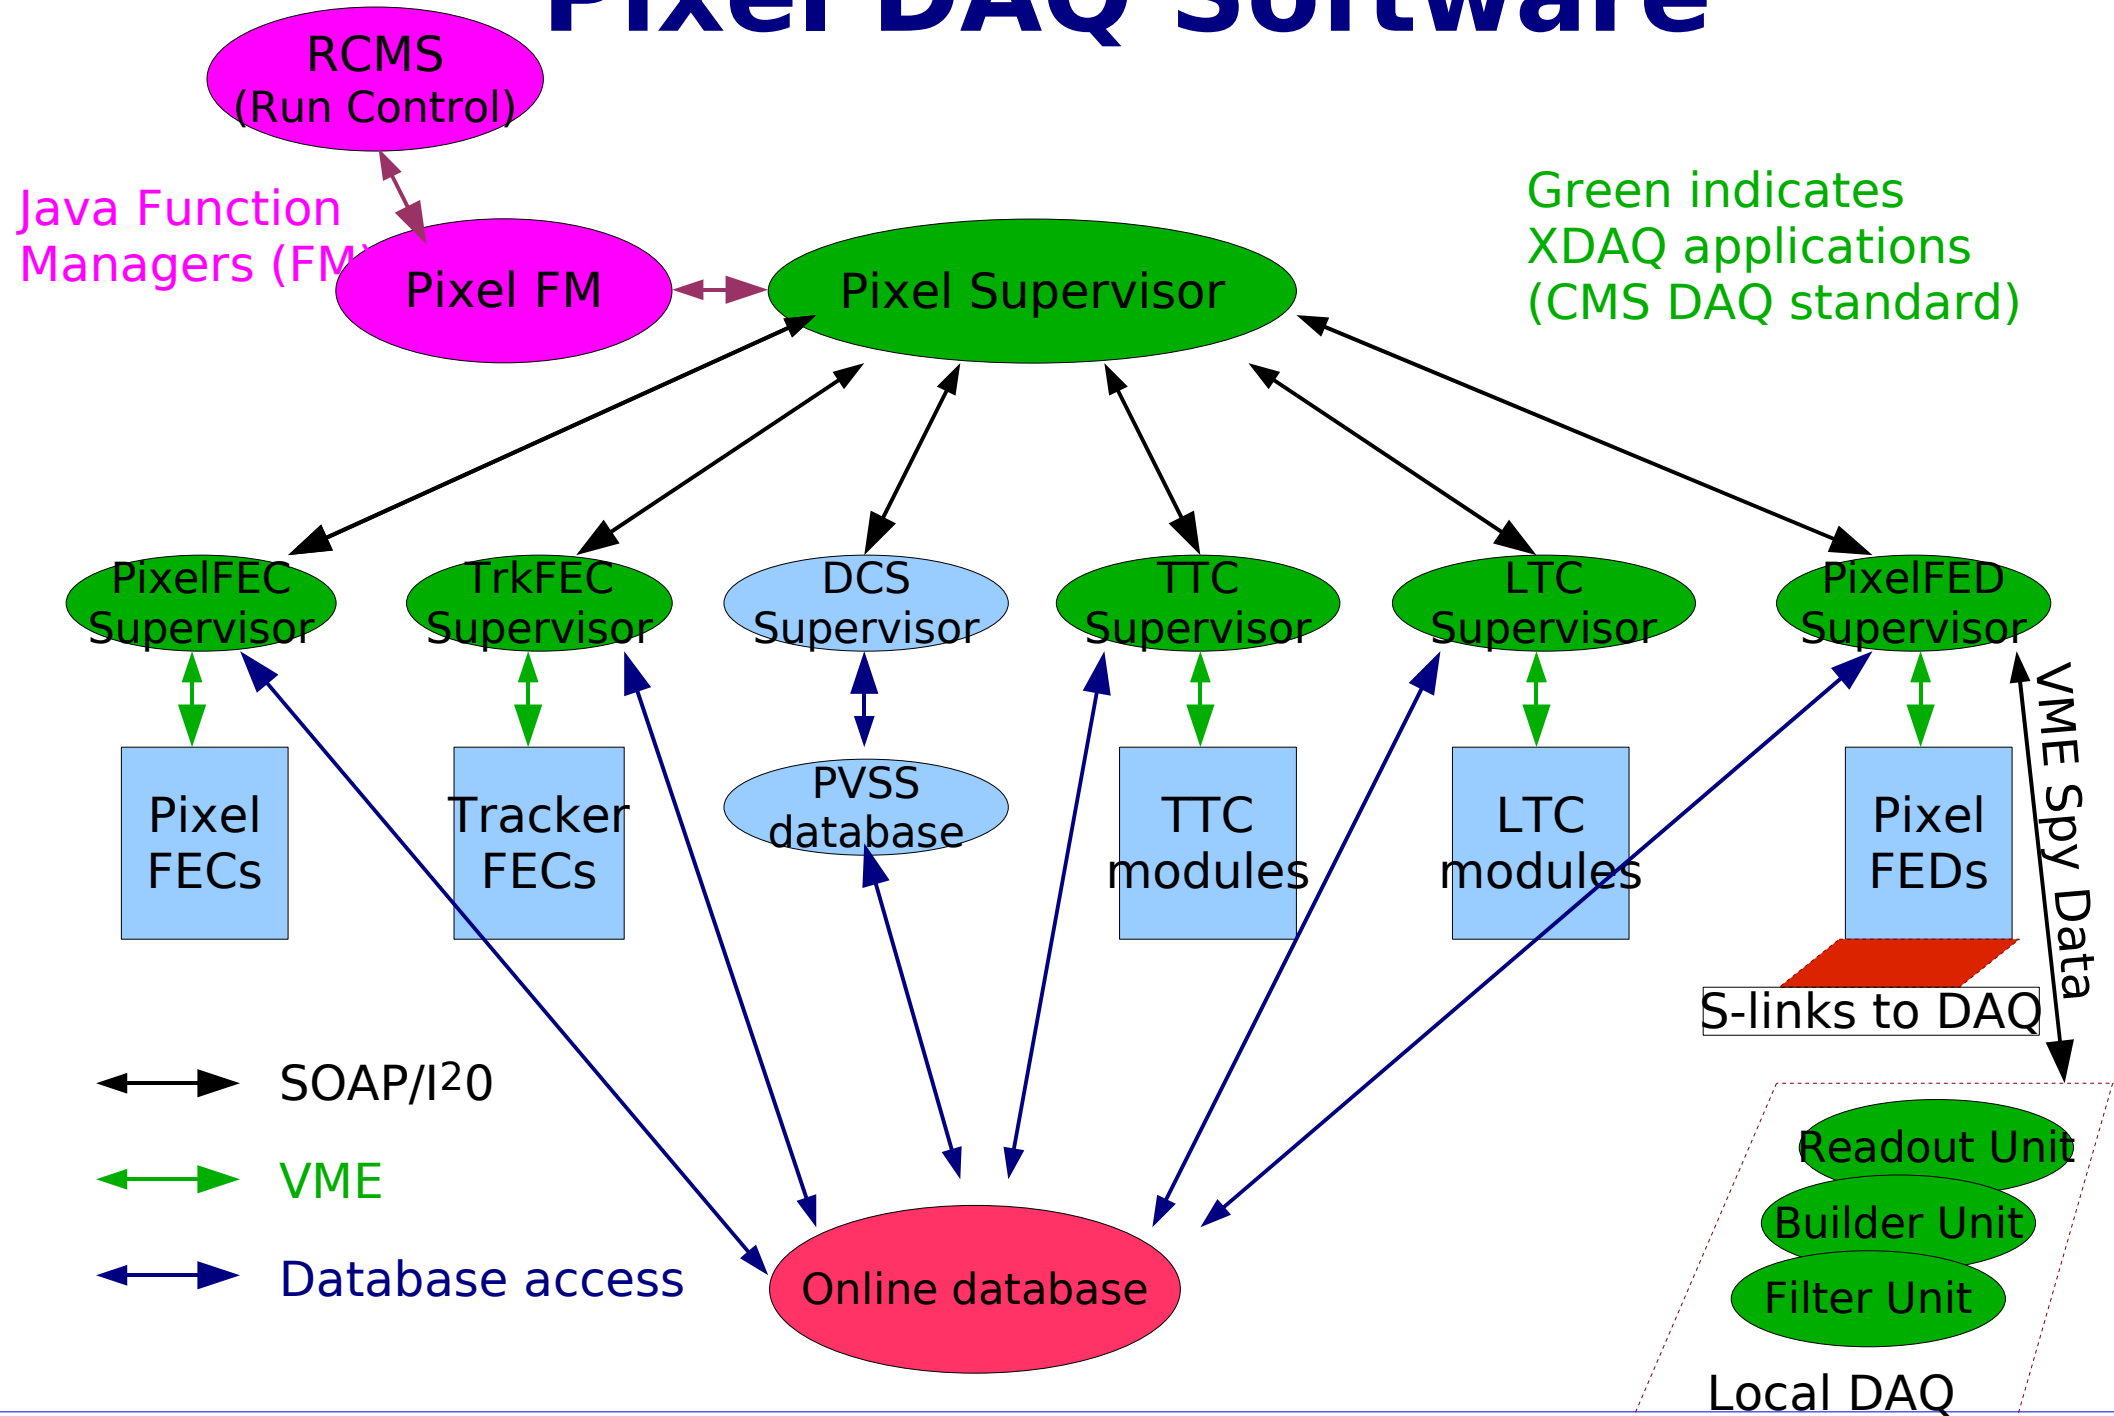 Pixel DAQ Software
RCMS
(Run Control)
Java Function
Managers (FM)
Pixel FM
Pixel Supervisor
Green indicates
XDAQ applications
(CMS DAQ standard)
PixelFEC
Supervisor
TrkFEC
Supervisor
DCS
Supervisor
TTC
Supervisor
LTC
Supervisor
PixelFED
Supervisor
Pixel
FECs
Tracker
FECs
PVSS
database
TTC
modules
LTC
modules
Pixel
FEDs
VME Spy Data
S-links to DAQ
SOAP/I²0
VME
Database access
Online database
Readout Unit
Builder Unit
Filter Unit
Local DAQ